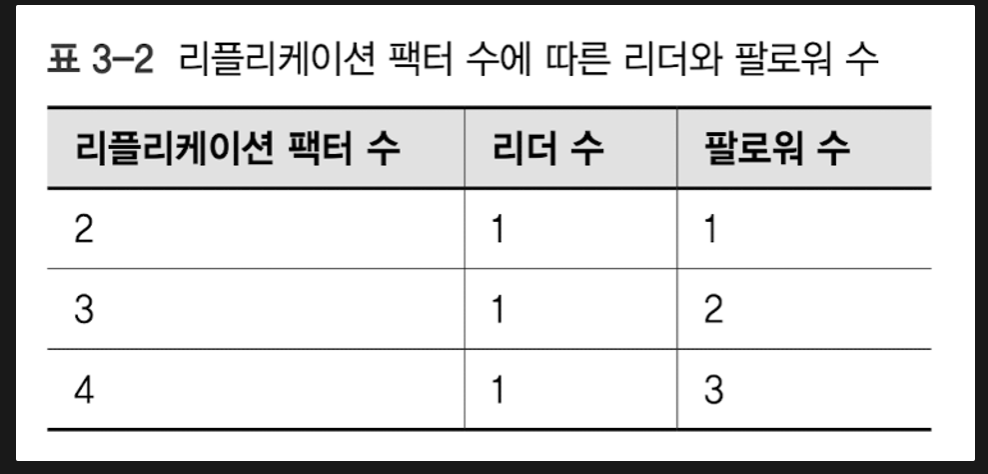 표 3-2 리플리케이션 팩터 수에 따른 리더와 팔로워 수
리플리케이션 팩터 수 리더 수 팔로워 수
2 1 1
3 1 2
4 1 3